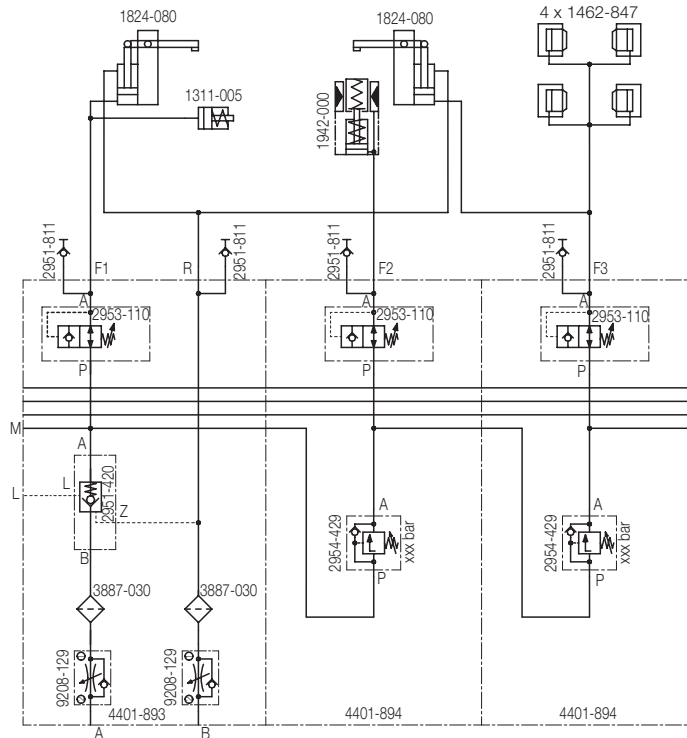 1824-080
1824-080
4 x 1462-847
1311-005
1942-000
2951-811
F1
R
2951-811
2951-811
F2
2951-811
F3
A
2953-110
P
A
2953-110
P
A
2953-110
P
M
A
L
L
2951-420
Z
B
A
2954-429
xxx bar
P
A
2954-429
xxx bar
P
3887-030
3887-030
9208-129
9208-129
4401-893
4401-894
4401-894
A
B